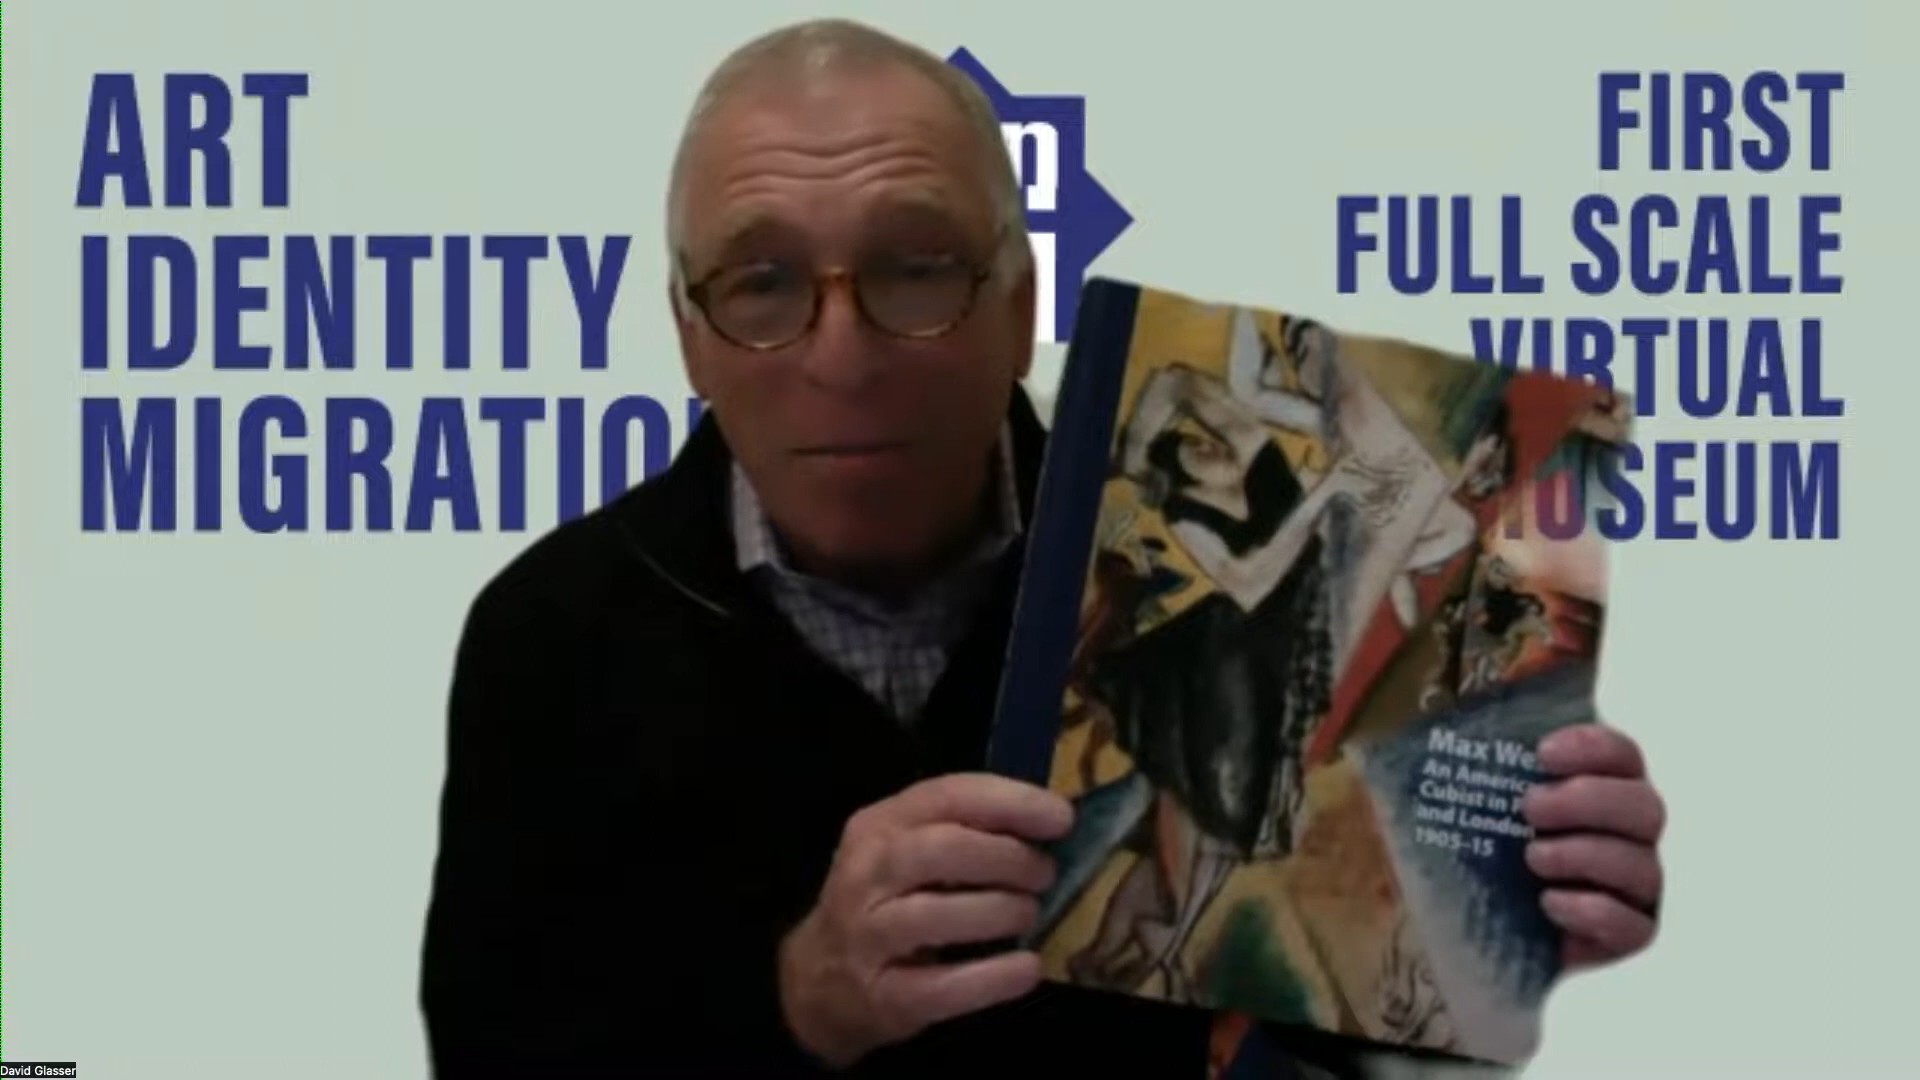 ART
IDENTITY
MIGRATIO
FIRST
FULL SCALE
VIRTUAL
MUSEUM
Max We
An Americ
Cubist in P
and London
1905–15
David Glasser